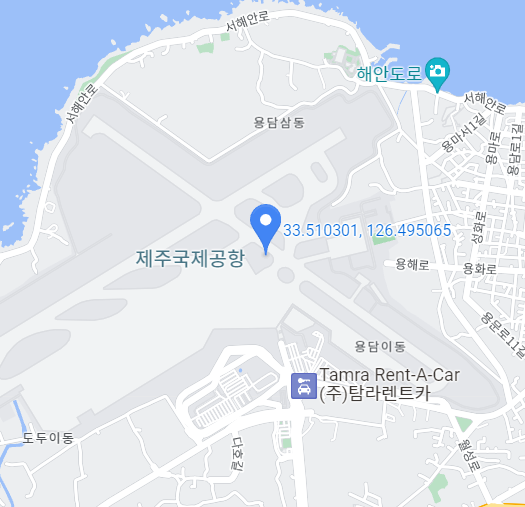 서해안로
해안도로
서해안로
서해안로
용담삼동
용마서1길
용마로
용담로1길
33.510301, 126.495065
성화로
제주국제공항
용해로
용화로
용문로11길
용담이동
Tamra Rent-A-Car
(주)탐라렌트카
도두이동
다호길
월성로